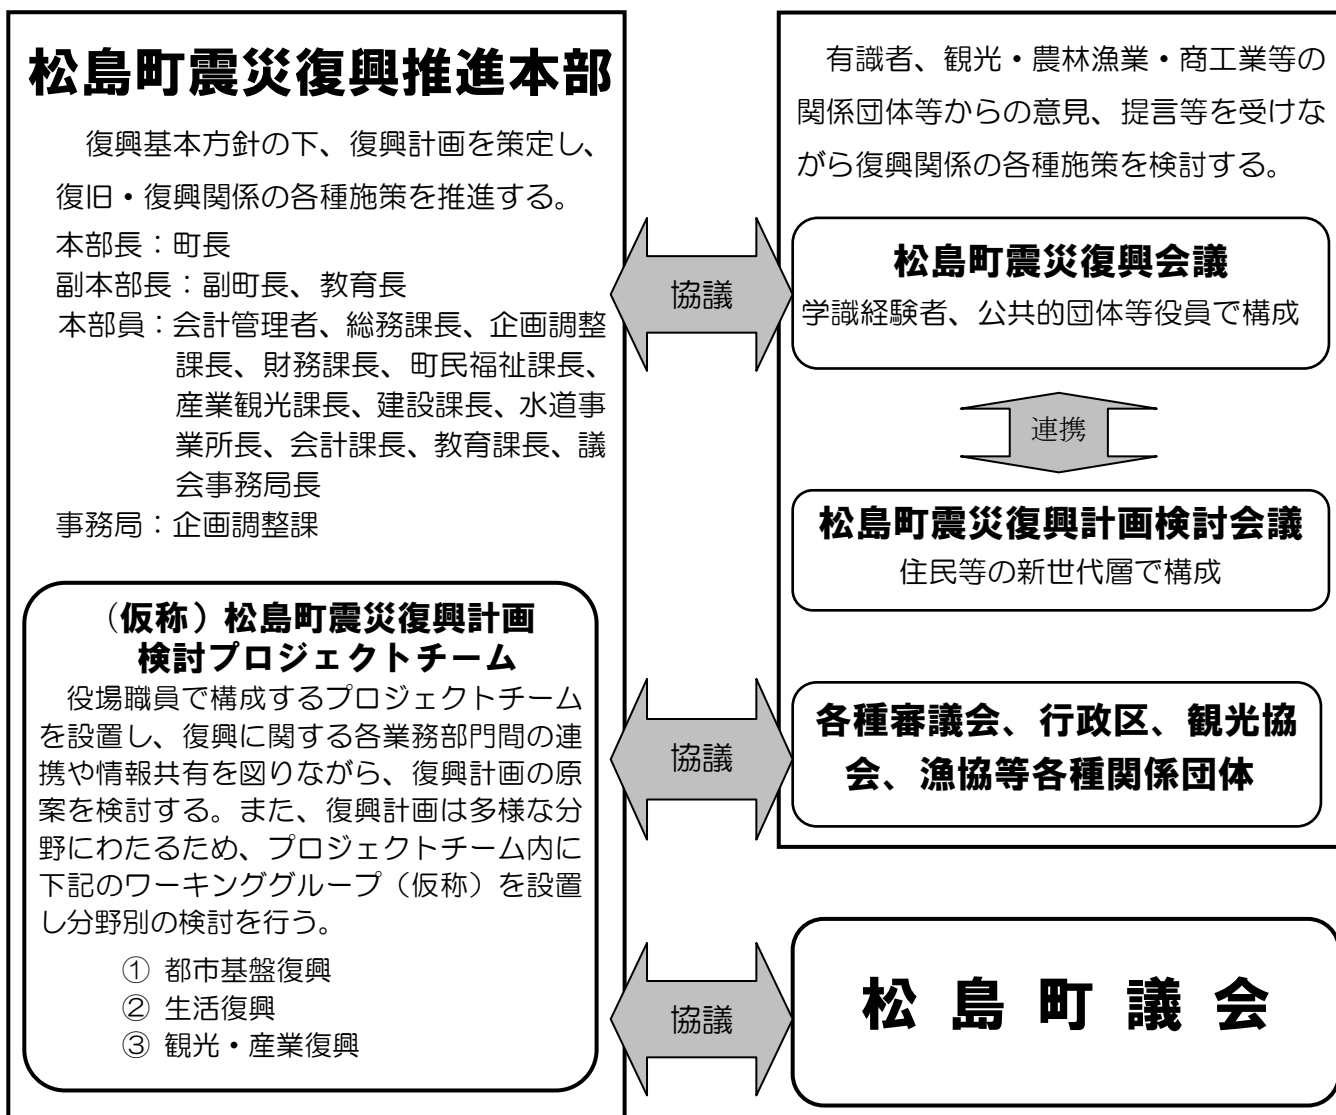 松島町震災復興推進本部
復興基本方針の下、復興計画を策定し、
復旧・復興関係の各種施策を推進する。
本部長：町長
副本部長：副町長、教育長
本部員：会計管理者、総務課長、企画調整
課長、財務課長、町民福祉課長、
産業観光課長、建設課長、水道事
業所長、会計課長、教育課長、議
会事務局長
事務局：企画調整課
（仮称）松島町震災復興計画
検討プロジェクトチーム
役場職員で構成するプロジェクトチーム
を設置し、復興に関する各業務部門間の連
携や情報共有を図りながら、復興計画の原
案を検討する。また、復興計画は多様な分
野にわたるため、プロジェクトチーム内に
下記のワーキンググループ（仮称）を設置
し分野別の検討を行う。
① 都市基盤復興
② 生活復興
③ 観光・産業復興
協議
協議
協議
有識者、観光・農林漁業・商工業等の
関係団体等からの意見、提言等を受けな
がら復興関係の各種施策を検討する。
松島町震災復興会議
学識経験者、公共的団体等役員で構成
連携
松島町震災復興計画検討会議
住民等の新世代層で構成
各種審議会、行政区、観光協
会、漁協等各種関係団体
松島町議会